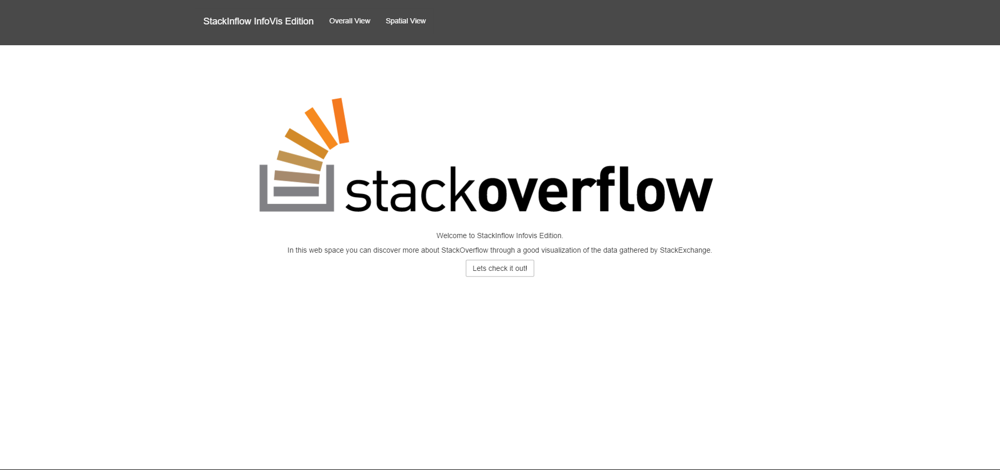 StackInflow InfoVis Edition Overall View Spatial View
stackoverflow
Welcome to StackInflow Infovis Edition.
In this web space you can discover more about StackOverflow through a good visualization of the data gathered by StackExchange.
Lets check it out!